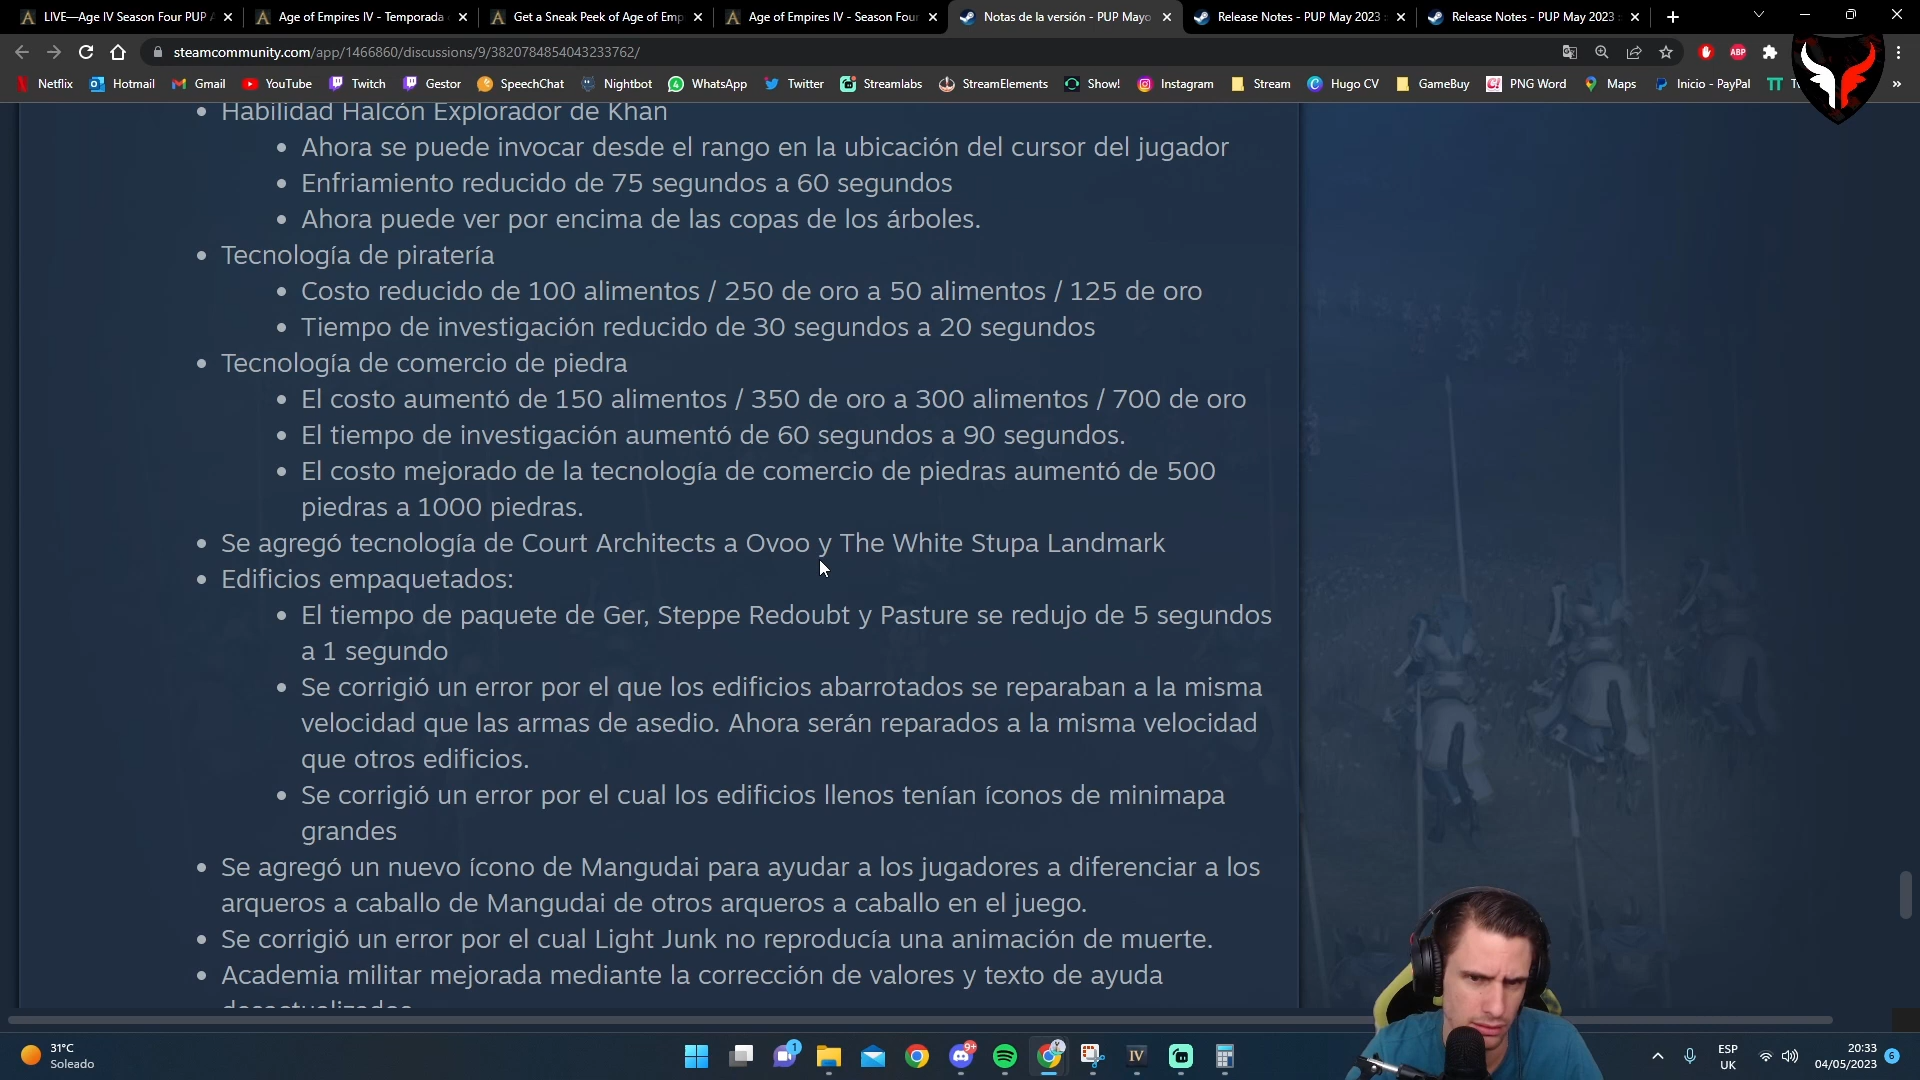 LIVE—Age IV Season Four PUP
Age of Empires IV - Temporada
Get a Sneak Peek of Age of Emp
Age of Empires IV - Season Four
Notas de la versión - PUP Mayo
Release Notes - PUP May 2023
Release Notes - PUP May 2023
steamcommunity.com/app/1466860/discussions/9/3820784854043233762/
ABP
Netflix
Hotmail
Gmail
YouTube
Twitch
Gestor
SpeechChat
Nightbot
WhatsApp
Twitter
Streamlabs
StreamElements
Show!
Instagram
Stream
Hugo CV
GameBuy
PNG Word
Maps
Inicio - PayPal
»
• Habilidad Halcón Explorador de Khan
• Ahora se puede invocar desde el rango en la ubicación del cursor del jugador
• Enfriamiento reducido de 75 segundos a 60 segundos
• Ahora puede ver por encima de las copas de los árboles.
• Tecnología de piratería
• Costo reducido de 100 alimentos / 250 de oro a 50 alimentos / 125 de oro
• Tiempo de investigación reducido de 30 segundos a 20 segundos
• Tecnología de comercio de piedra
• El costo aumentó de 150 alimentos / 350 de oro a 300 alimentos / 700 de oro
• El tiempo de investigación aumentó de 60 segundos a 90 segundos.
• El costo mejorado de la tecnología de comercio de piedras aumentó de 500
piedras a 1000 piedras.
• Se agregó tecnología de Court Architects a Ovoo y The White Stupa Landmark
• Edificios empaquetados:
• El tiempo de paquete de Ger, Steppe Redoubt y Pasture se redujo de 5 segundos
a 1 segundo
• Se corrigió un error por el que los edificios abarrotados se reparaban a la misma
velocidad que las armas de asedio. Ahora serán reparados a la misma velocidad
que otros edificios.
• Se corrigió un error por el cual los edificios llenos tenían íconos de minimapa
grandes
• Se agregó un nuevo ícono de Mangudai para ayudar a los jugadores a diferenciar a los
arqueros a caballo de Mangudai de otros arqueros a caballo en el juego.
• Se corrigió un error por el cual Light Junk no reproducía una animación de muerte.
• Academia militar mejorada mediante la corrección de valores y texto de ayuda
desactualizados
31°C
Soleado
1
9+
IV
ESP
UK
20:33
04/05/2023
6